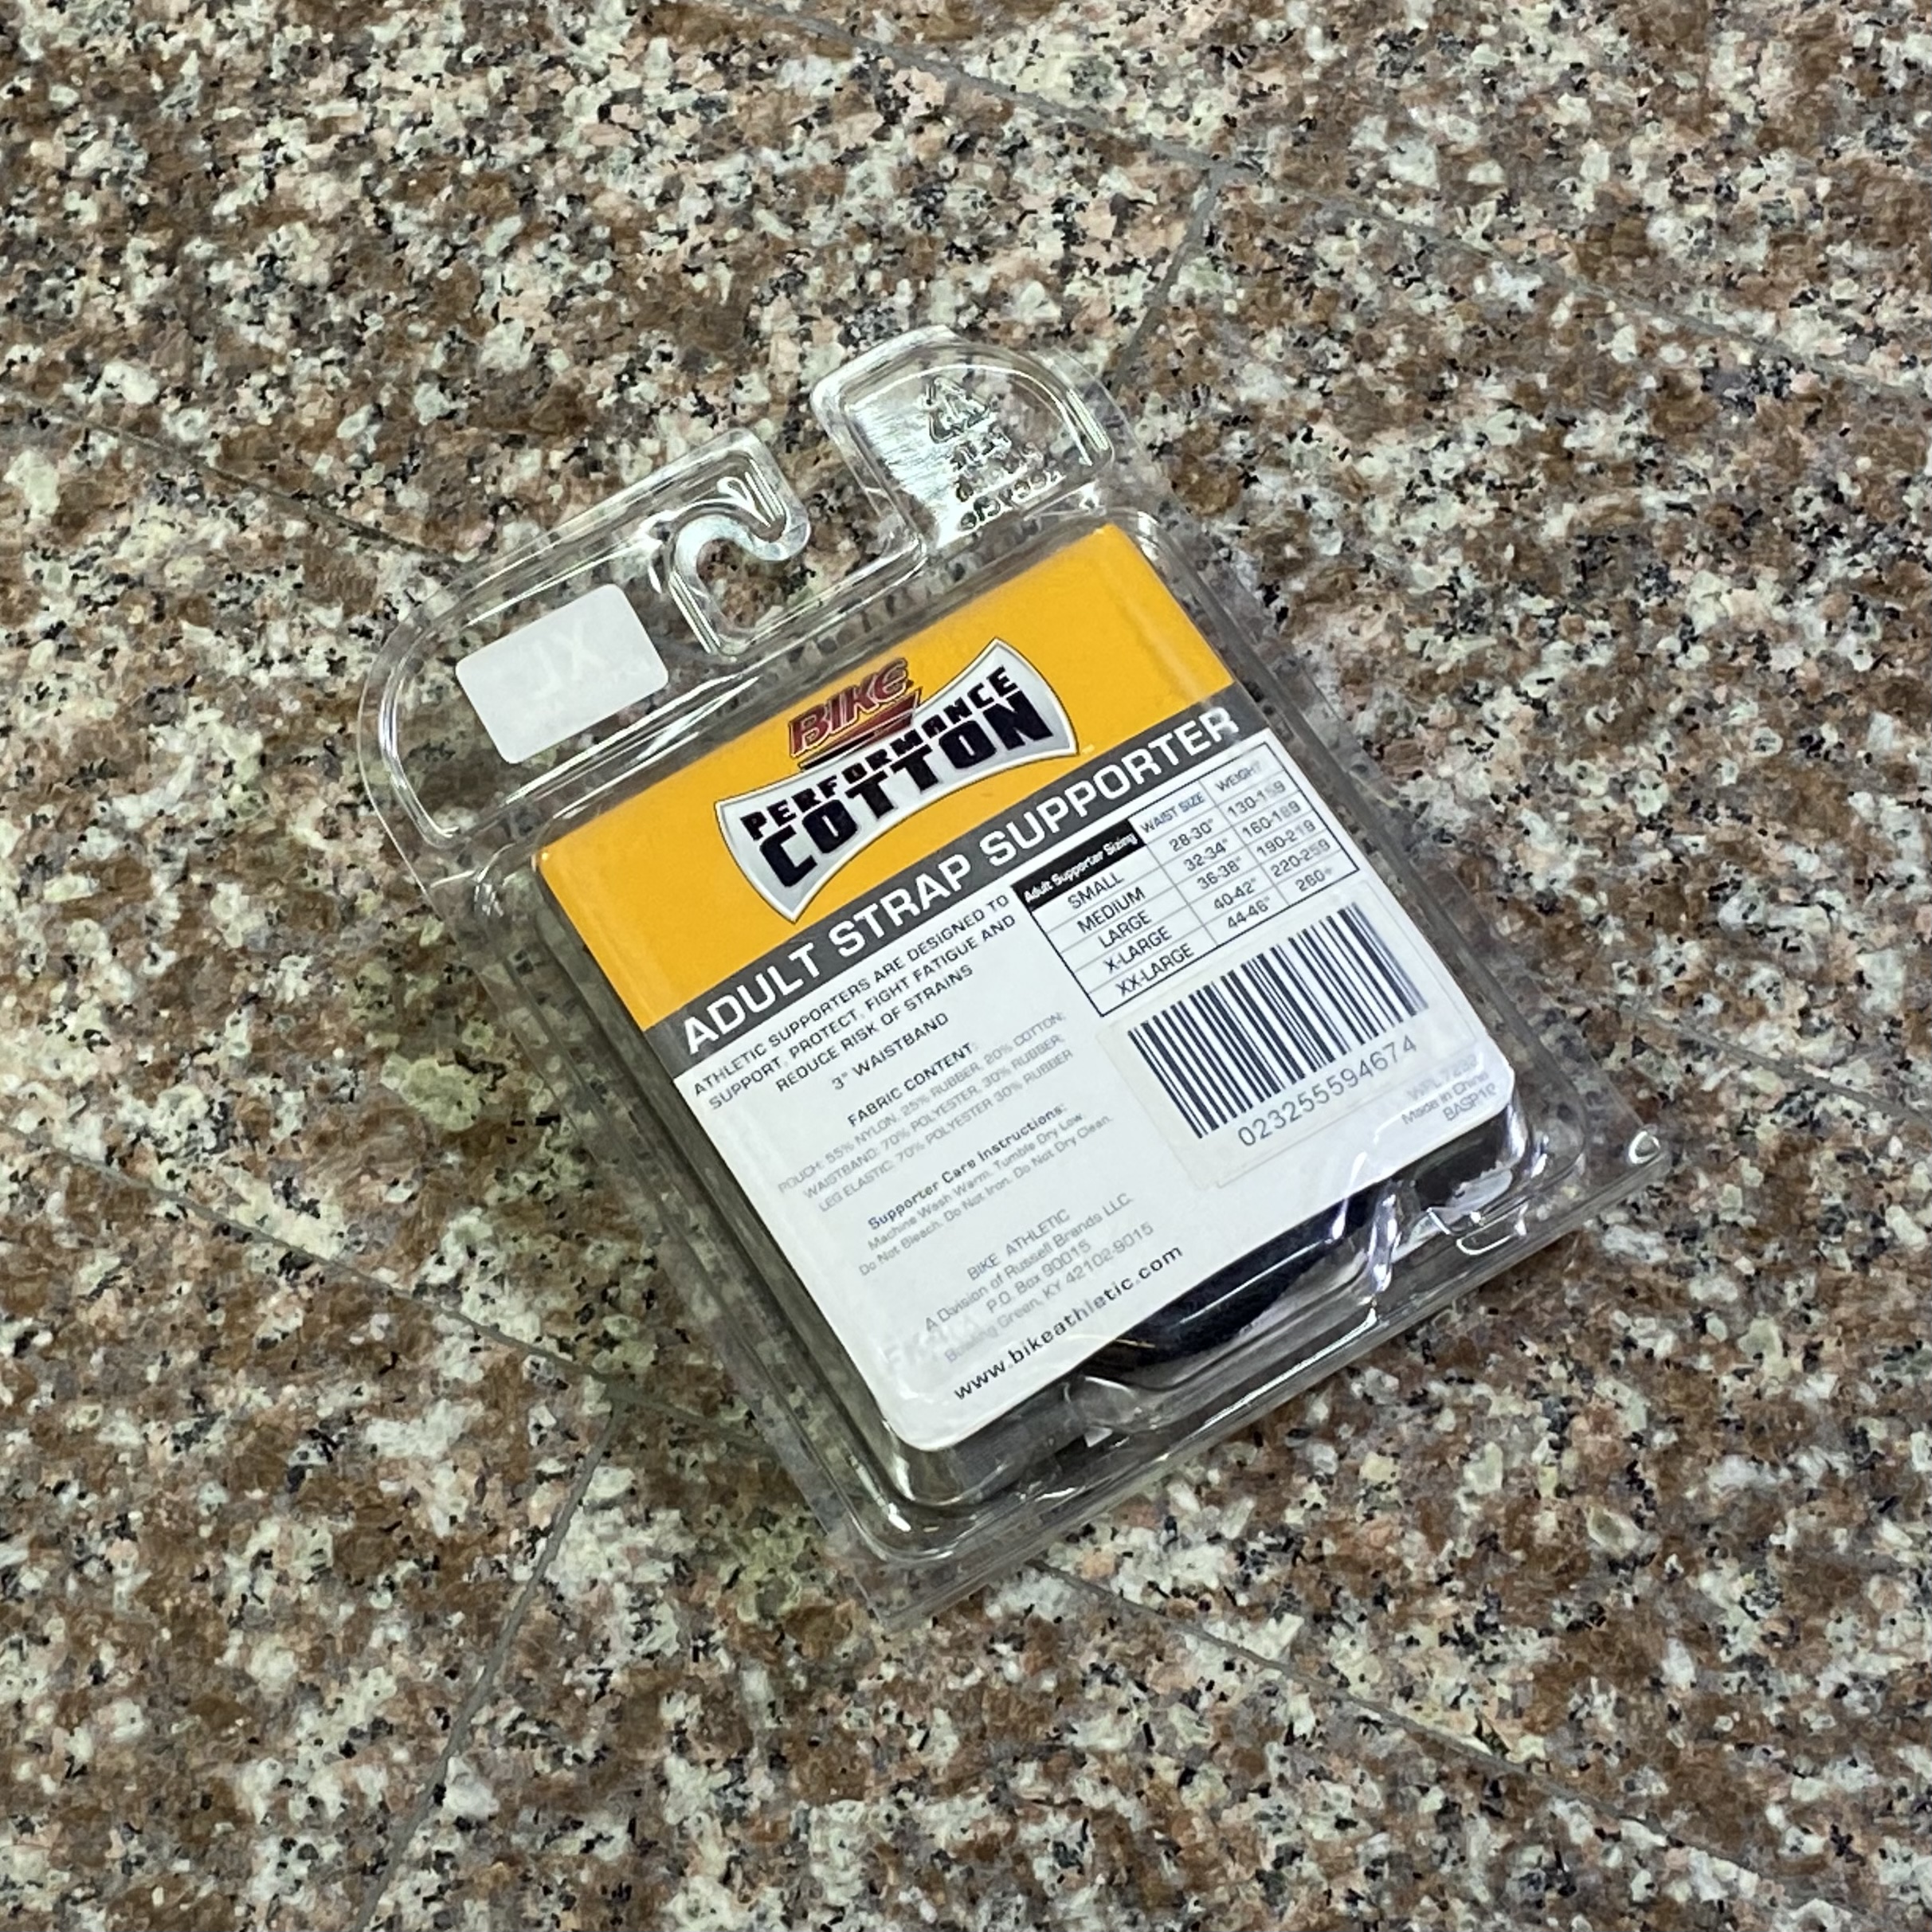 XL
BIKE
PERFORMANCE
COTTON
ADULT STRAP SUPPORTER
ATHLETIC SUPPORTERS ARE DESIGNED TO
SUPPORT, PROTECT, FIGHT FATIGUE AND
REDUCE RISK OF STRAINS
3" WAISTBAND
FABRIC CONTENT:
POUCH: 55% NYLON, 25% RUBBER, 20% COTTON;
WAISTBAND: 70% POLYESTER, 30% RUBBER;
LEG ELASTIC: 70% POLYESTER 30% RUBBER
Supporter Care Instructions:
Machine Wash Warm. Tumble Dry Low.
Do Not Bleach. Do Not Iron. Do Not Dry Clean.
BIKE ATHLETIC
A Division of Russell Brands LLC.
P.O. Box 90015
Bowling Green, KY 42102-9015
www.bikeathletic.com
Adult Supporter Sizing WAIST SIZE WEIGHT
SMALL 28-30" 130-159
MEDIUM 32-34" 160-189
LARGE 36-38" 190-219
X-LARGE 40-42" 220-259
XX-LARGE 44-46" 260+
023255594674
Made in China